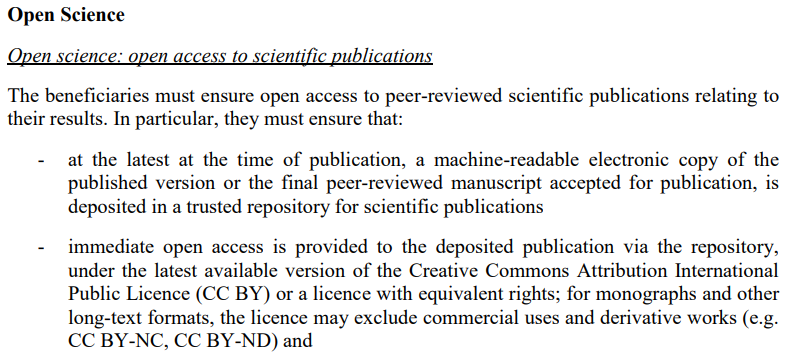 Open Science
Open science: open access to scientific publications
The beneficiaries must ensure open access to peer-reviewed scientific publications relating to
their results. In particular, they must ensure that:
- at the latest at the time of publication, a machine-readable electronic copy of the
published version or the final peer-reviewed manuscript accepted for publication, is
deposited in a trusted repository for scientific publications
- immediate open access is provided to the deposited publication via the repository,
under the latest available version of the Creative Commons Attribution International
Public Licence (CC BY) or a licence with equivalent rights; for monographs and other
long-text formats, the licence may exclude commercial uses and derivative works (e.g.
CC BY-NC, CC BY-ND) and